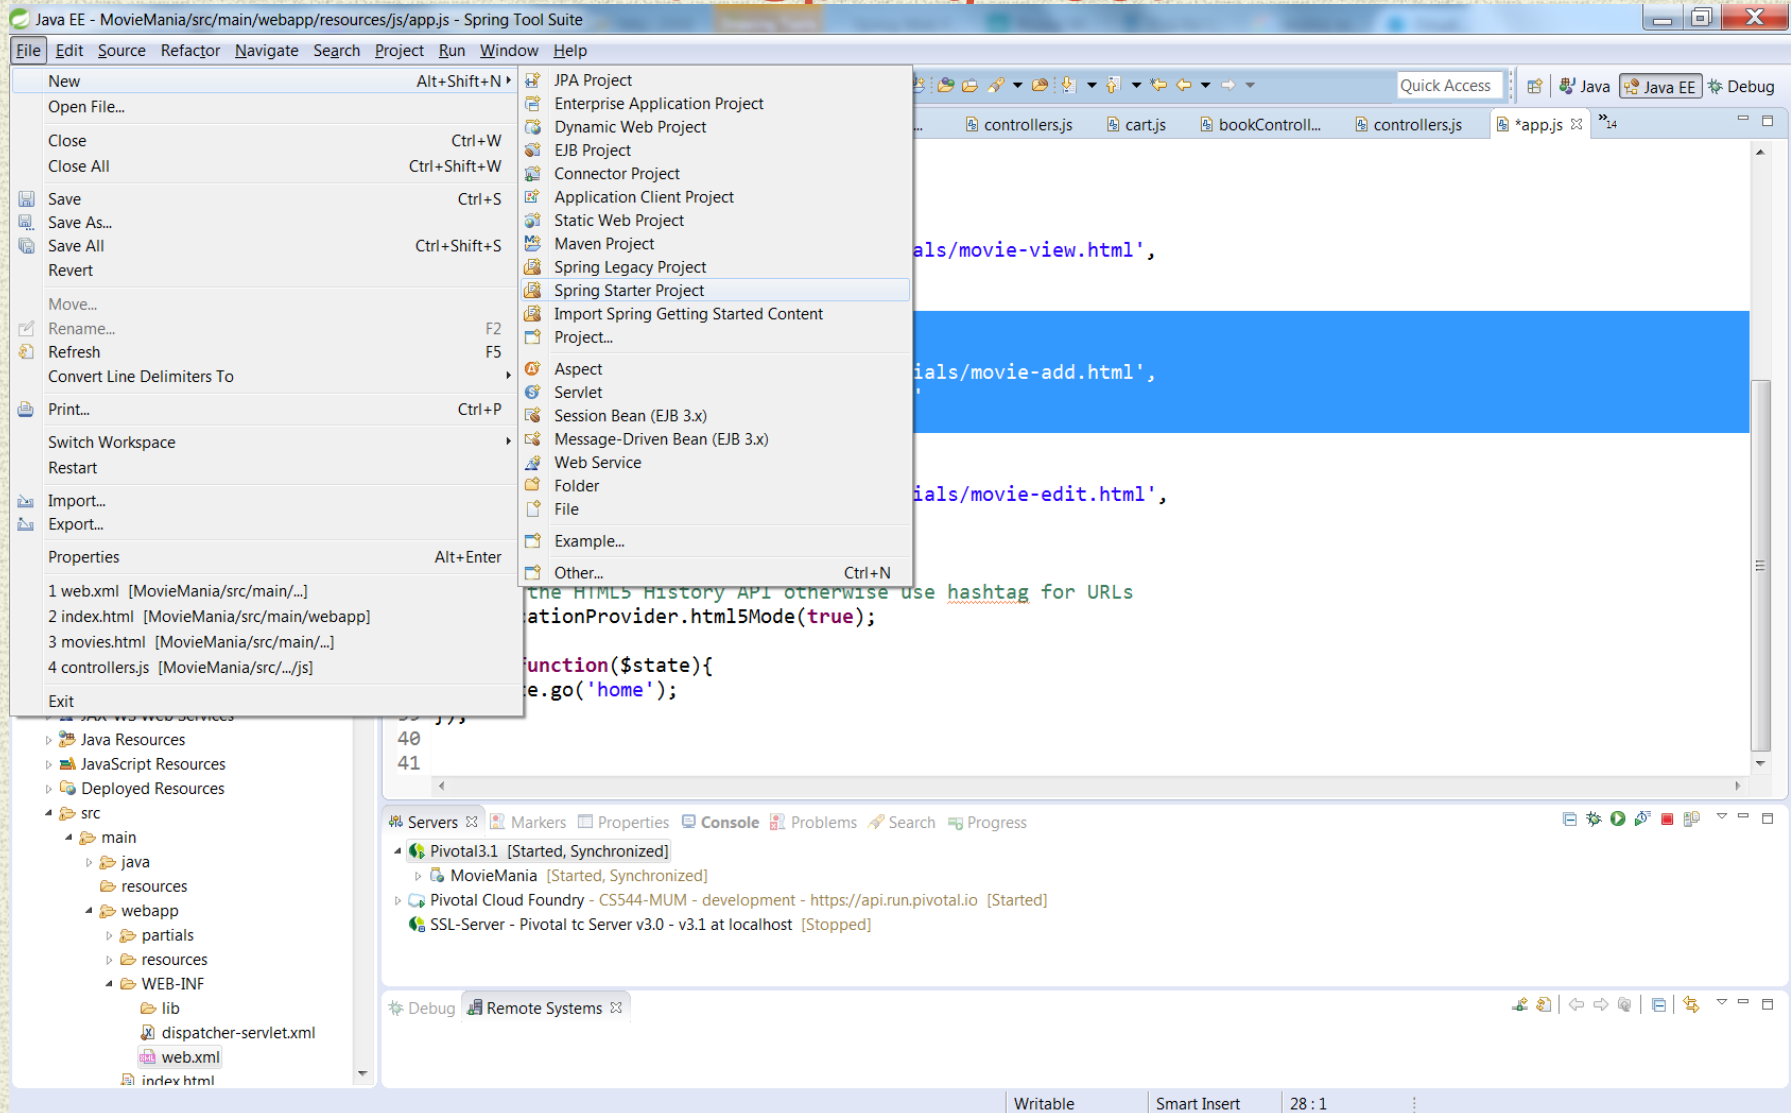 Java EE - MovieMania/src/main/webapp/resources/js/app.js - Spring Tool Suite
File Edit Source Refactor Navigate Search Project Run Window Help
New Alt+Shift+N
Open File...
Close Ctrl+W
Close All Ctrl+Shift+W
Save Ctrl+S
Save As...
Save All Ctrl+Shift+S
Revert
Move...
Rename... F2
Refresh F5
Convert Line Delimiters To
Print... Ctrl+P
Switch Workspace
Restart
Import...
Export...
Properties Alt+Enter
1 web.xml [MovieMania/src/main/...]
2 index.html [MovieMania/src/main/webapp]
3 movies.html [MovieMania/src/main/...]
4 controllers.js [MovieMania/src/.../js]
Exit
JPA Project
Enterprise Application Project
Dynamic Web Project
EJB Project
Connector Project
Application Client Project
Static Web Project
Maven Project
Spring Legacy Project
Spring Starter Project
Import Spring Getting Started Content
Project...
Aspect
Servlet
Session Bean (EJB 3.x)
Message-Driven Bean (EJB 3.x)
Web Service
Folder
File
Example...
Other... Ctrl+N
Quick Access Java Java EE Debug
... controllers.js cart.js bookControll... controllers.js *app.js »14
als/movie-view.html',
ials/movie-add.html',
'
ials/movie-edit.html',
the HTML5 History API otherwise use hashtag for URLs
cationProvider.html5Mode(true);
function($state){
te.go('home');
39 });
40
41
JAX-WS Web Services
Java Resources
JavaScript Resources
Deployed Resources
src
main
java
resources
webapp
partials
resources
WEB-INF
lib
dispatcher-servlet.xml
web.xml
index.html
Servers Markers Properties Console Problems Search Progress
Pivotal3.1 [Started, Synchronized]
MovieMania [Started, Synchronized]
Pivotal Cloud Foundry - CS544-MUM - development - https://api.run.pivotal.io [Started]
SSL-Server - Pivotal tc Server v3.0 - v3.1 at localhost [Stopped]
Debug Remote Systems
Writable Smart Insert 28 : 1